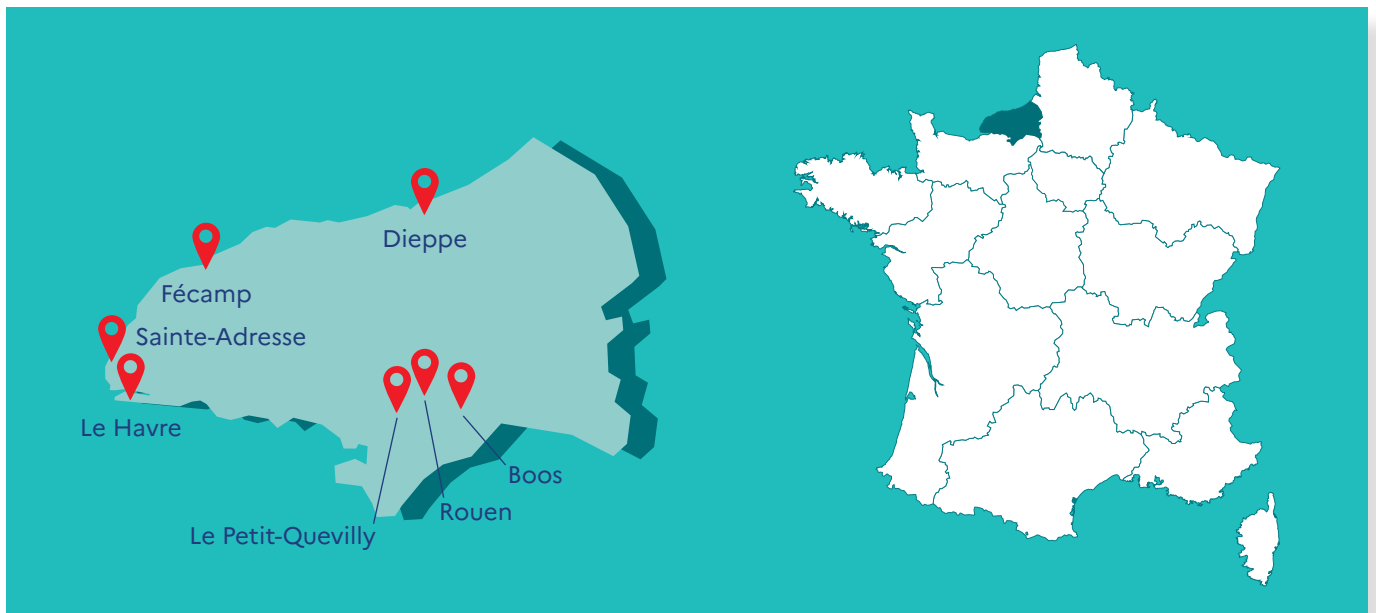 Dieppe
Fécamp
Sainte-Adresse
Le Havre
Boos
Rouen
Le Petit-Quevilly